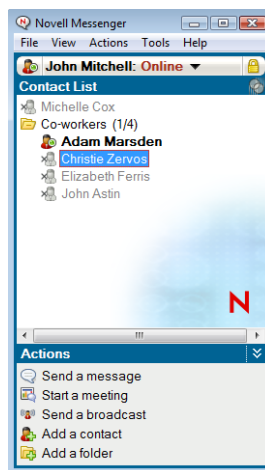 Novell Messenger
File View Actions Tools Help
John Mitchell: Online
Contact List
Michelle Cox
Co-workers (1/4)
Adam Marsden
Christie Zervos
Elizabeth Ferris
John Astin
N
Actions
Send a message
Start a meeting
Send a broadcast
Add a contact
Add a folder